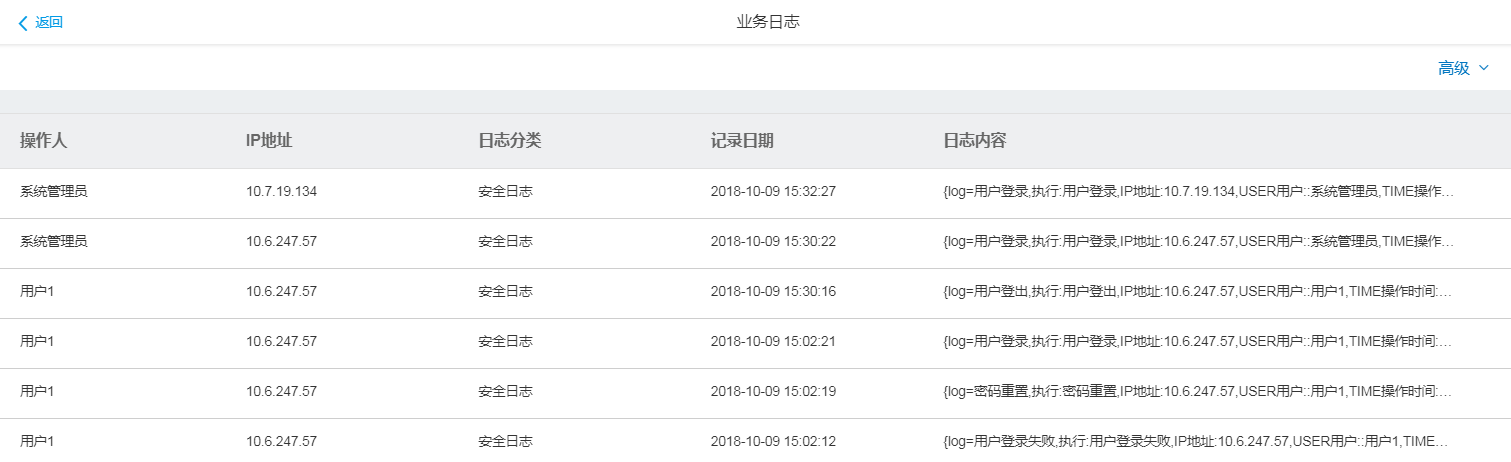 返回 业务日志
高级
操作人 IP地址 日志分类 记录日期 日志内容
系统管理员 10.7.19.134 安全日志 2018-10-09 15:32:27 {log=用户登录,执行:用户登录,IP地址:10.7.19.134,USER用户::系统管理员,TIME操作...
系统管理员 10.6.247.57 安全日志 2018-10-09 15:30:22 {log=用户登录,执行:用户登录,IP地址:10.6.247.57,USER用户::系统管理员,TIME操作...
用户1 10.6.247.57 安全日志 2018-10-09 15:30:16 {log=用户登出,执行:用户登出,IP地址:10.6.247.57,USER用户::用户1,TIME操作时间:...
用户1 10.6.247.57 安全日志 2018-10-09 15:02:21 {log=用户登录,执行:用户登录,IP地址:10.6.247.57,USER用户::用户1,TIME操作时间:...
用户1 10.6.247.57 安全日志 2018-10-09 15:02:19 {log=密码重置,执行:密码重置,IP地址:10.6.247.57,USER用户::用户1,TIME操作时间:...
用户1 10.6.247.57 安全日志 2018-10-09 15:02:12 {log=用户登录失败,执行:用户登录失败,IP地址:10.6.247.57,USER用户::用户1,TIME...